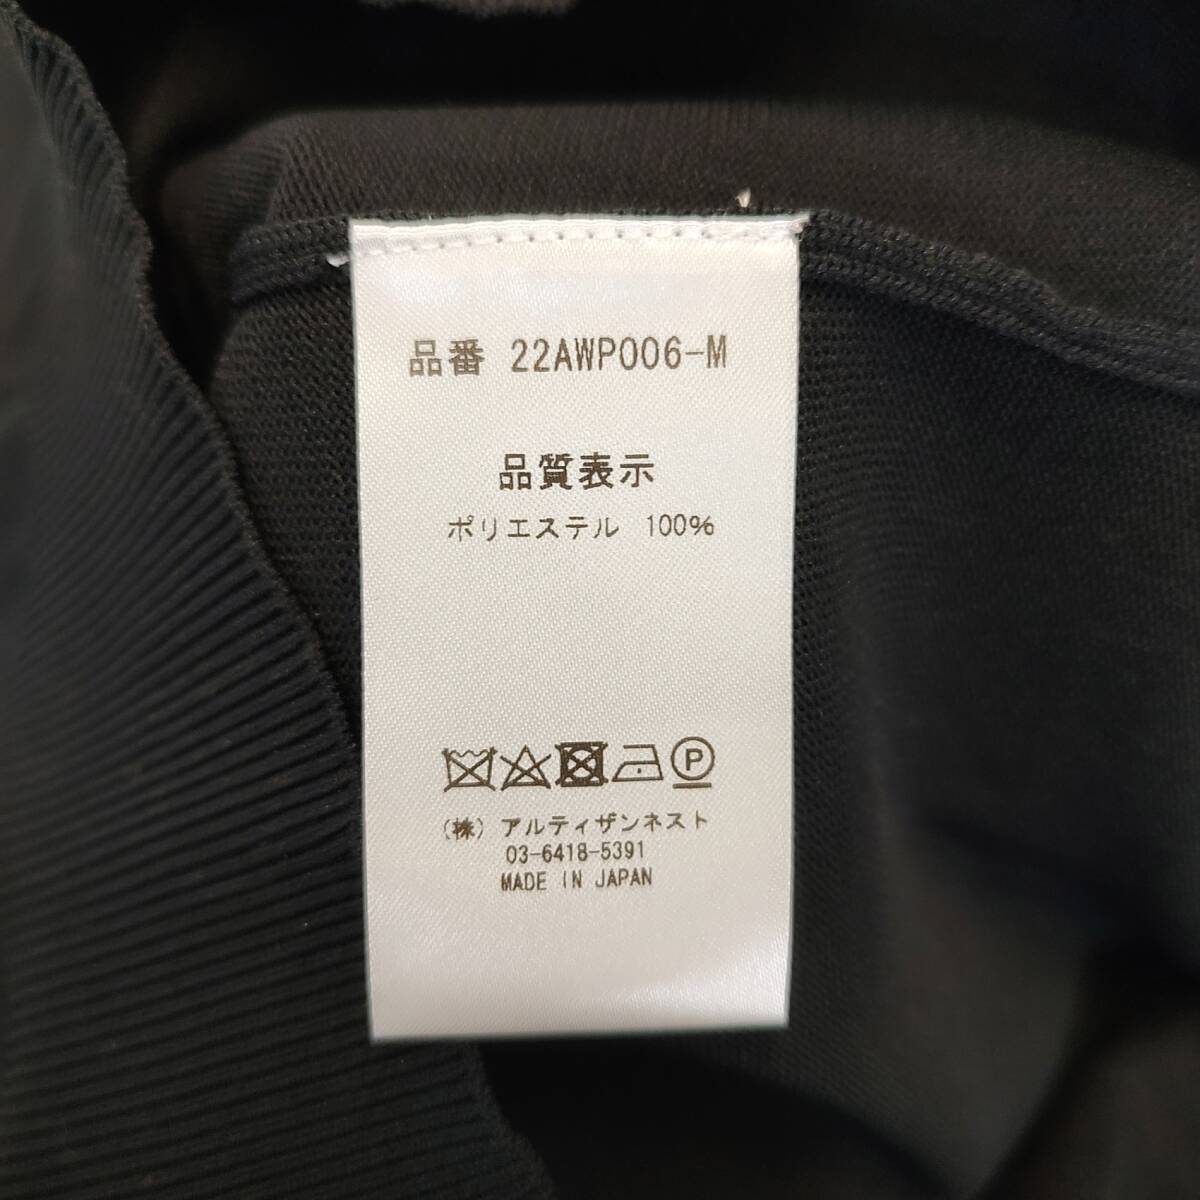 品番 22AWP006-M
品質表示
ポリエステル 100%
P
(株) アルティザンネスト
03-6418-5391
MADE IN JAPAN